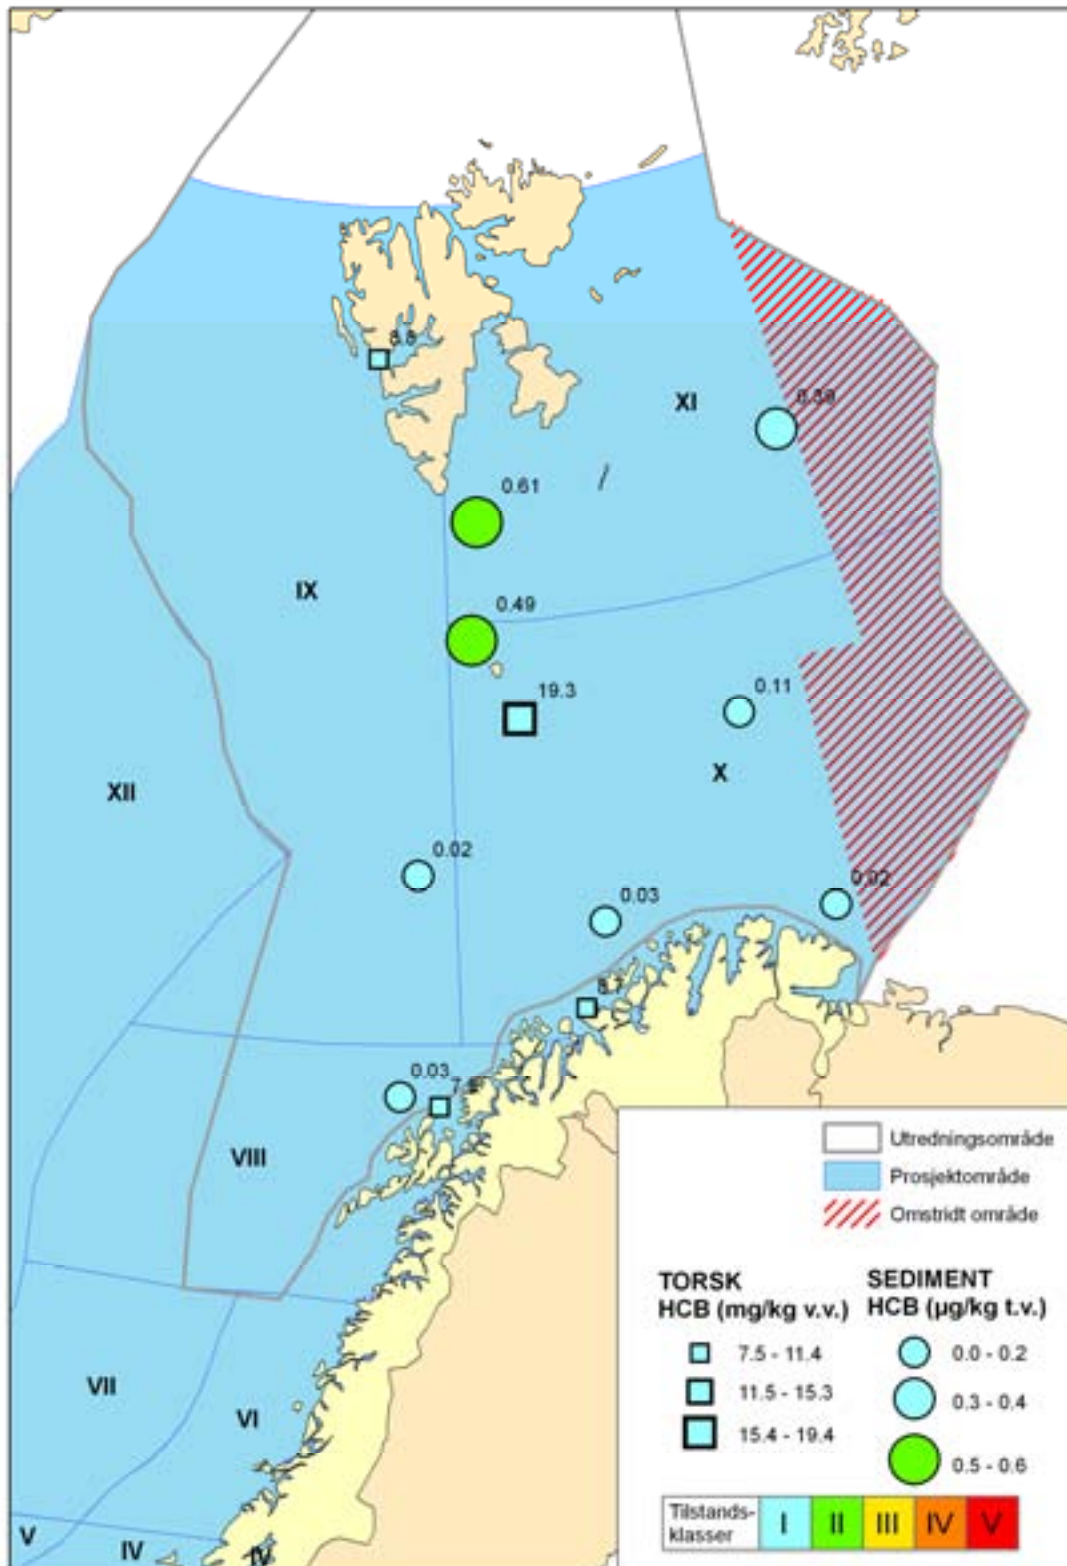 8.8
XI
0.38
0.61
IX
0.49
19.3
0.11
X
XII
0.02
0.03
0.02
8.7
0.03
VIII
Utredningsområde
Prosjektområde
Omstridt område
TORSK
HCB (mg/kg v.v.)
7.5 - 11.4
11.5 - 15.3
15.4 - 19.4
SEDIMENT
HCB (µg/kg t.v.)
0.0 - 0.2
0.3 - 0.4
0.5 - 0.6
VII
VI
V
IV
IV
Tilstands-
klasser
I
II
III
IV
V